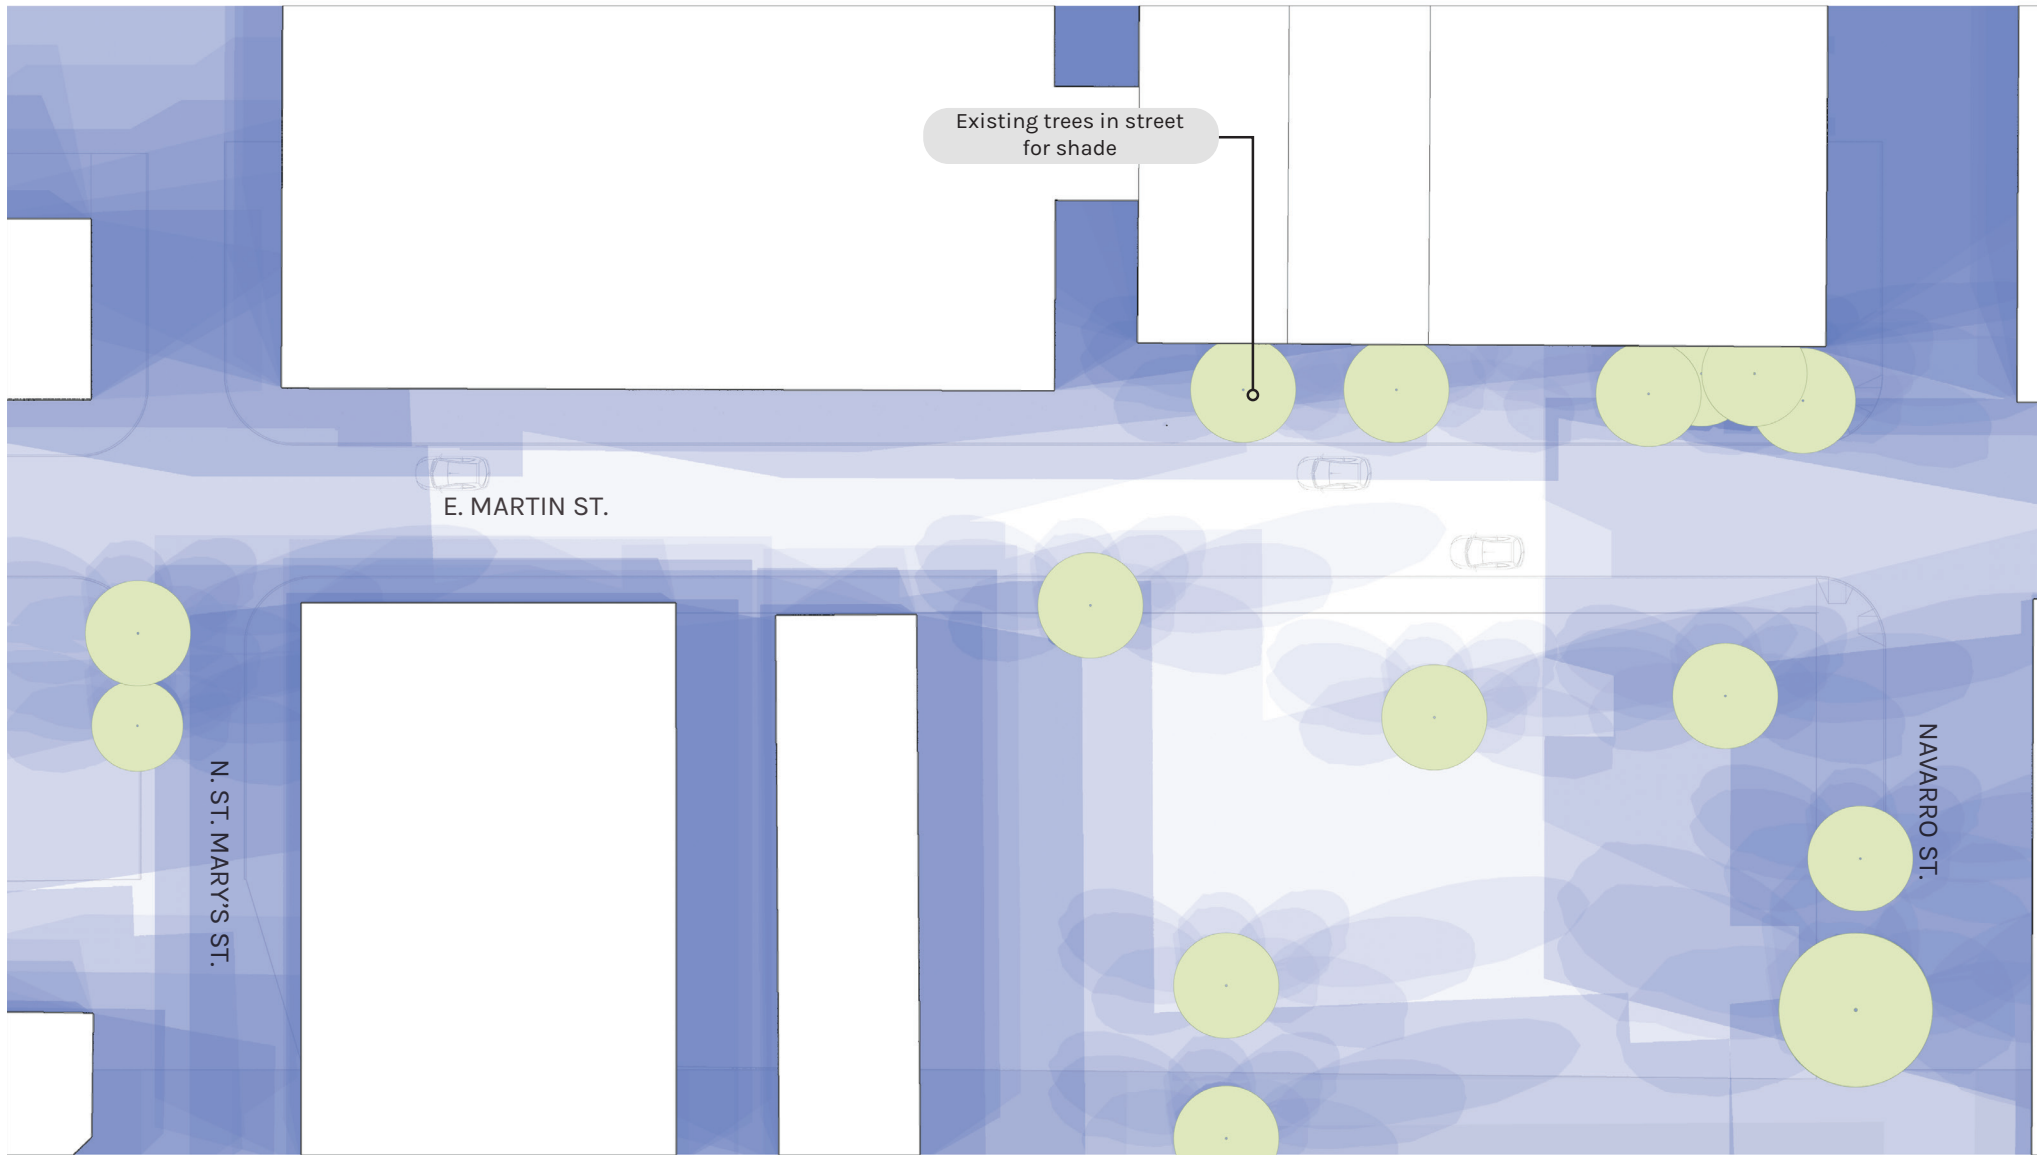 Existing trees in street
for shade
E. MARTIN ST.
N. ST. MARY'S ST.
NAVARRO ST.